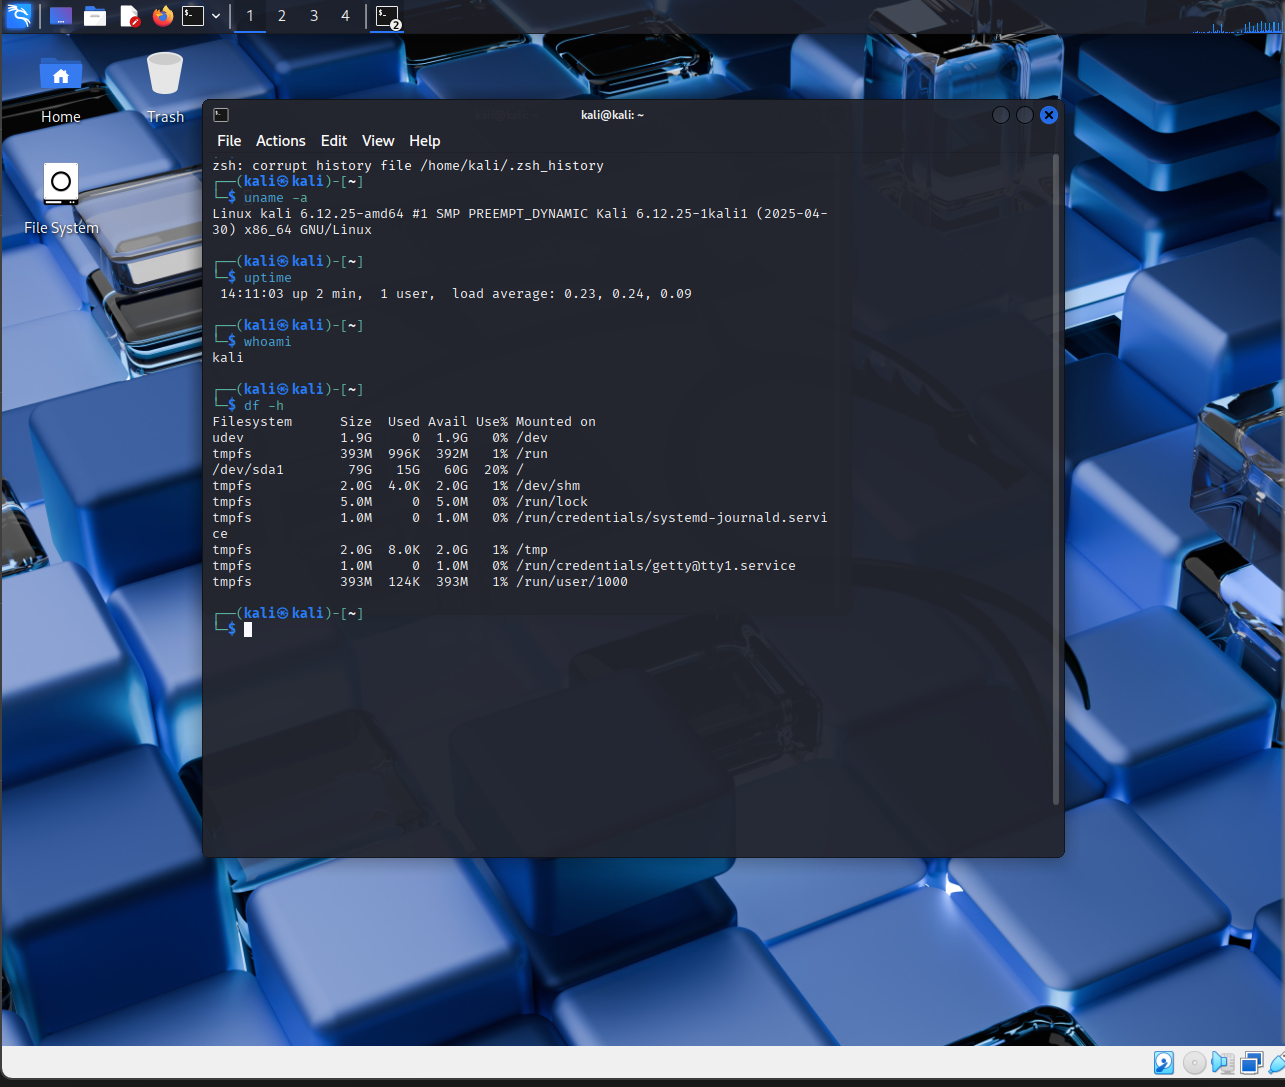 1 2 3 4 2
Home
Trash
File System
kali@kali: ~
File Actions Edit View Help
zsh: corrupt history file /home/kali/.zsh_history
┌──(kali㉿kali)-[~]
└─$ uname -a
Linux kali 6.12.25-amd64 #1 SMP PREEMPT_DYNAMIC Kali 6.12.25-1kali1 (2025-04-
30) x86_64 GNU/Linux
┌──(kali㉿kali)-[~]
└─$ uptime
 14:11:03 up 2 min,  1 user,  load average: 0.23, 0.24, 0.09
┌──(kali㉿kali)-[~]
└─$ whoami
kali
┌──(kali㉿kali)-[~]
└─$ df -h
Filesystem      Size  Used Avail Use% Mounted on
udev            1.9G     0  1.9G   0% /dev
tmpfs           393M  996K  392M   1% /run
/dev/sda1        79G   15G   60G  20% /
tmpfs           2.0G  4.0K  2.0G   1% /dev/shm
tmpfs           5.0M     0  5.0M   0% /run/lock
tmpfs           1.0M     0  1.0M   0% /run/credentials/systemd-journald.servi
ce
tmpfs           2.0G  8.0K  2.0G   1% /tmp
tmpfs           1.0M     0  1.0M   0% /run/credentials/getty@tty1.service
tmpfs           393M  124K  393M   1% /run/user/1000
┌──(kali㉿kali)-[~]
└─$